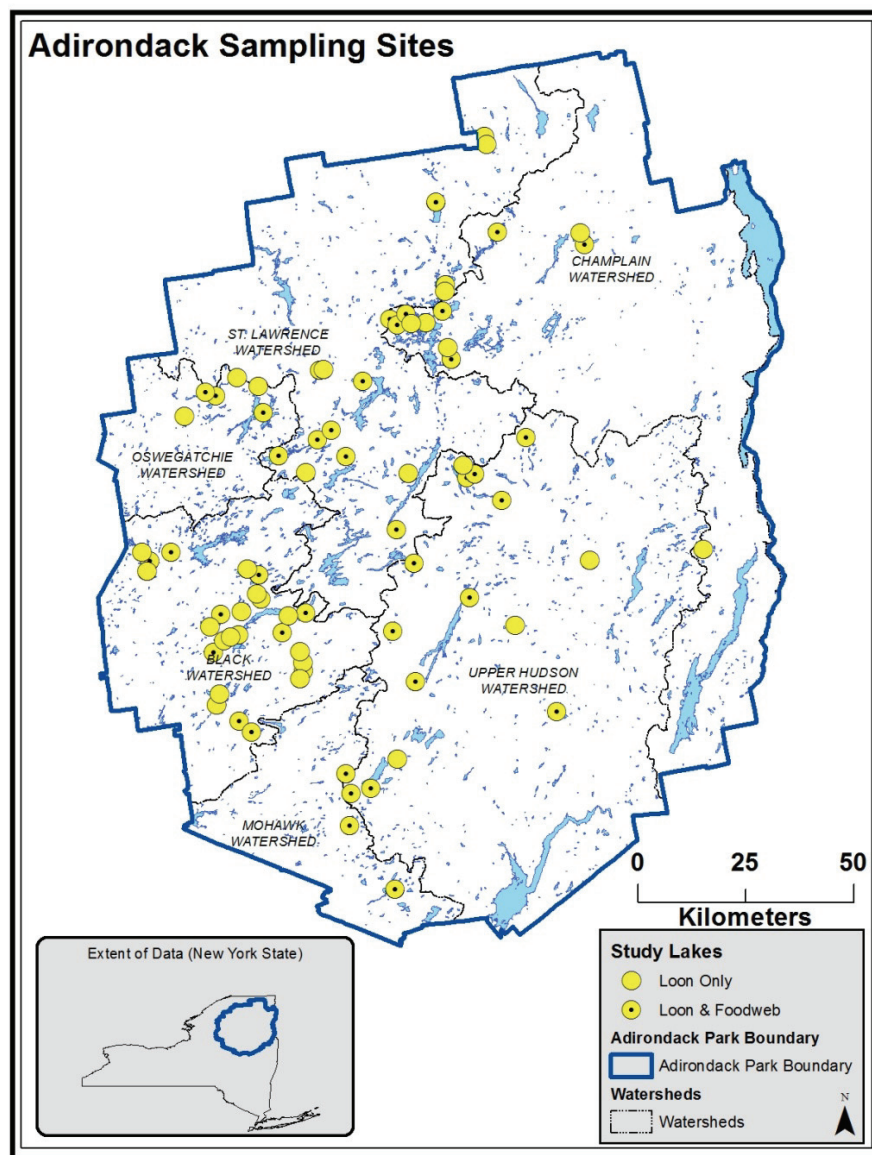 Adirondack Sampling Sites
CHAMPLAIN
WATERSHED
ST. LAWRENCE
WATERSHED
OSWEGATCHIE
WATERSHED
BLACK
WATERSHED
UPPER HUDSON
WATERSHED
MOHAWK
WATERSHED
0 25 50
Kilometers
Extent of Data (New York State)
Study Lakes
Loon Only
Loon & Foodweb
Adirondack Park Boundary
Adirondack Park Boundary
Watersheds
Watersheds
N